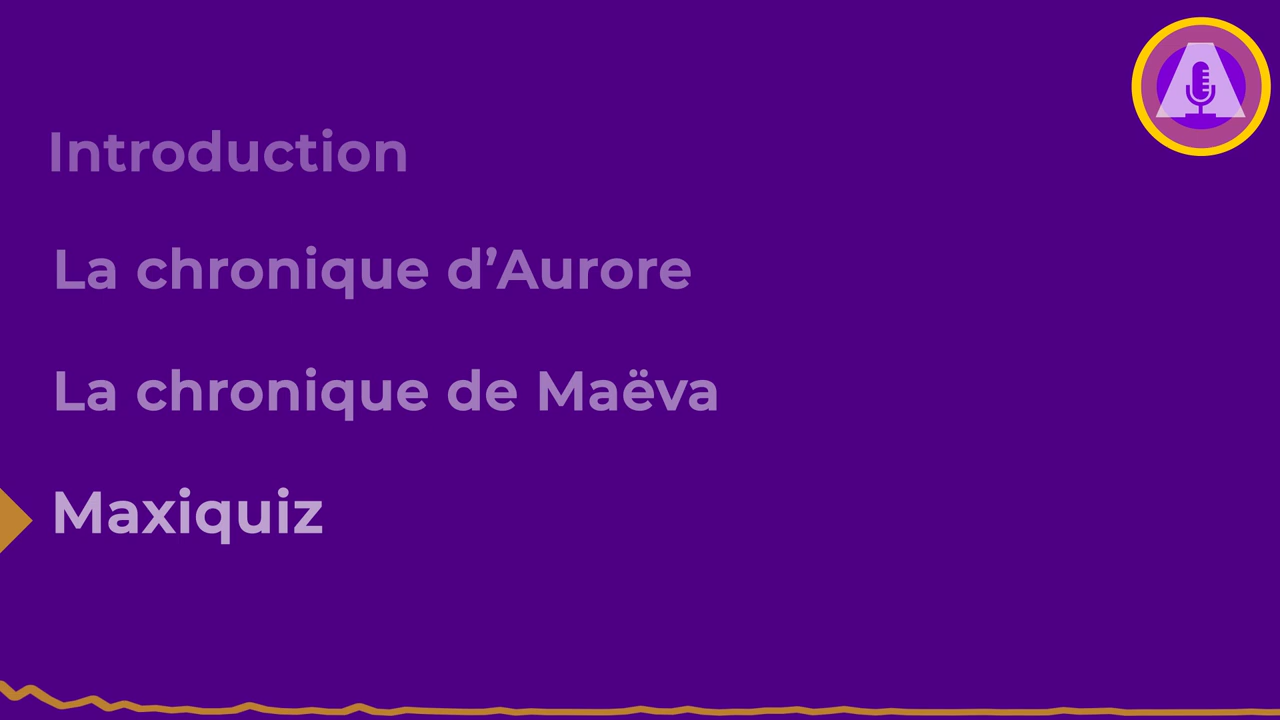 Introduction
La chronique d’Aurore
La chronique de Maëva
Maxiquiz